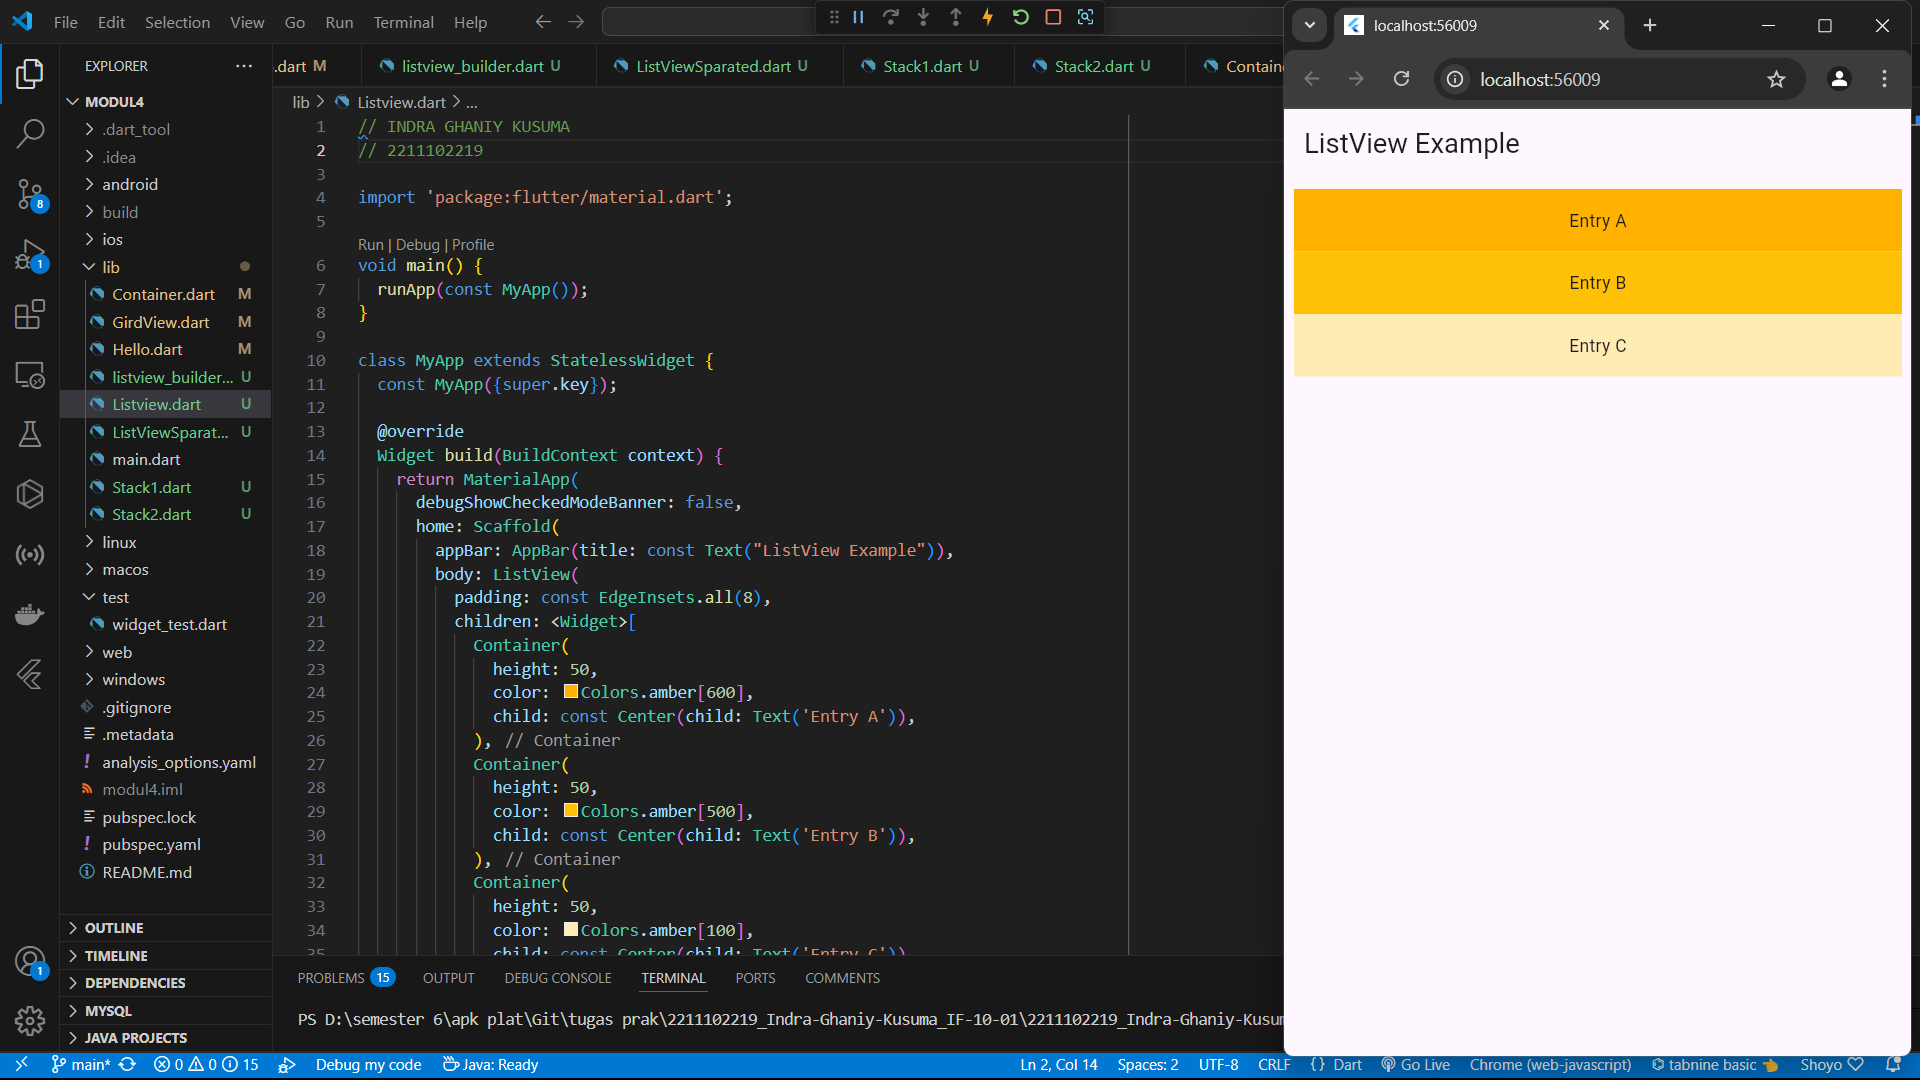 File Edit Selection View Go Run Terminal Help
localhost:56009
localhost:56009
EXPLORER
.dart M
listview_builder.dart U
ListViewSparated.dart U
Stack1.dart U
Stack2.dart U
lib > Listview.dart > ...
MODUL4
.dart_tool
.idea
android
build
ios
lib
Container.dart M
GirdView.dart M
Hello.dart M
listview_builder... U
Listview.dart U
ListViewSparat... U
main.dart
Stack1.dart U
Stack2.dart U
linux
macos
test
widget_test.dart
web
windows
.gitignore
.metadata
analysis_options.yaml
modul4.iml
pubspec.lock
pubspec.yaml
README.md
OUTLINE
TIMELINE
DEPENDENCIES
MYSQL
JAVA PROJECTS
8
1
1
1 // INDRA GHANIY KUSUMA
2 // 2211102219
3
4 import 'package:flutter/material.dart';
5
Run | Debug | Profile
6 void main() {
7 runApp(const MyApp());
8 }
9
10 class MyApp extends StatelessWidget {
11 const MyApp({super.key});
12
13 @override
14 Widget build(BuildContext context) {
15 return MaterialApp(
16 debugShowCheckedModeBanner: false,
17 home: Scaffold(
18 appBar: AppBar(title: const Text("ListView Example")),
19 body: ListView(
20 padding: const EdgeInsets.all(8),
21 children: <Widget>[
22 Container(
23 height: 50,
24 color: Colors.amber[600],
25 child: const Center(child: Text('Entry A')),
26 ), // Container
27 Container(
28 height: 50,
29 color: Colors.amber[500],
30 child: const Center(child: Text('Entry B')),
31 ), // Container
32 Container(
33 height: 50,
34 color: Colors.amber[100],
35 child: const Center(child: Text('Entry C'))
PROBLEMS 15 OUTPUT DEBUG CONSOLE TERMINAL PORTS COMMENTS
PS D:\semester 6\apk plat\Git\tugas prak\2211102219_Indra-Ghaniy-Kusuma_IF-10-01\2211102219_Indra-Ghaniy-Kusum
ListView Example
Entry A
Entry B
Entry C
main* 0 0 15 Debug my code Java: Ready Ln 2, Col 14 Spaces: 2 UTF-8 CRLF {} Dart Go Live Chrome (web-javascript) tabnine basic Shoyo